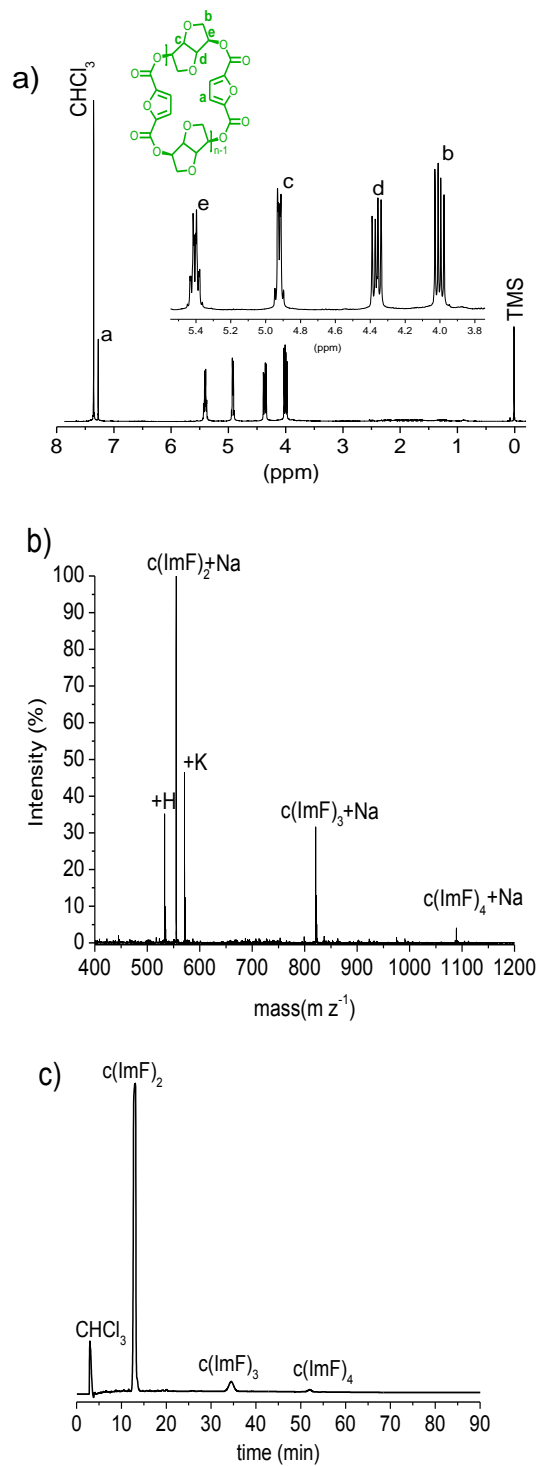 a)
CHCl3
b
c
e
O
O
O
O
d
O
O
O
O
a
O
O
O
O
O
O
n-1
a
e
c
d
b
5.4 5.2 5.0 4.8 4.6 4.4 4.2 4.0 3.8
(ppm)
TMS
8 7 6 5 4 3 2 1 0
(ppm)
b)
c(ImF)2+Na
100
90
80
70
60
50
40
30
20
10
0
Intensity (%)
+H
+K
c(ImF)3+Na
c(ImF)4+Na
400 500 600 700 800 900 1000 1100 1200
mass(m z-1)
c)
c(ImF)2
CHCl3
c(ImF)3
c(ImF)4
0 10 20 30 40 50 60 70 80 90
time (min)